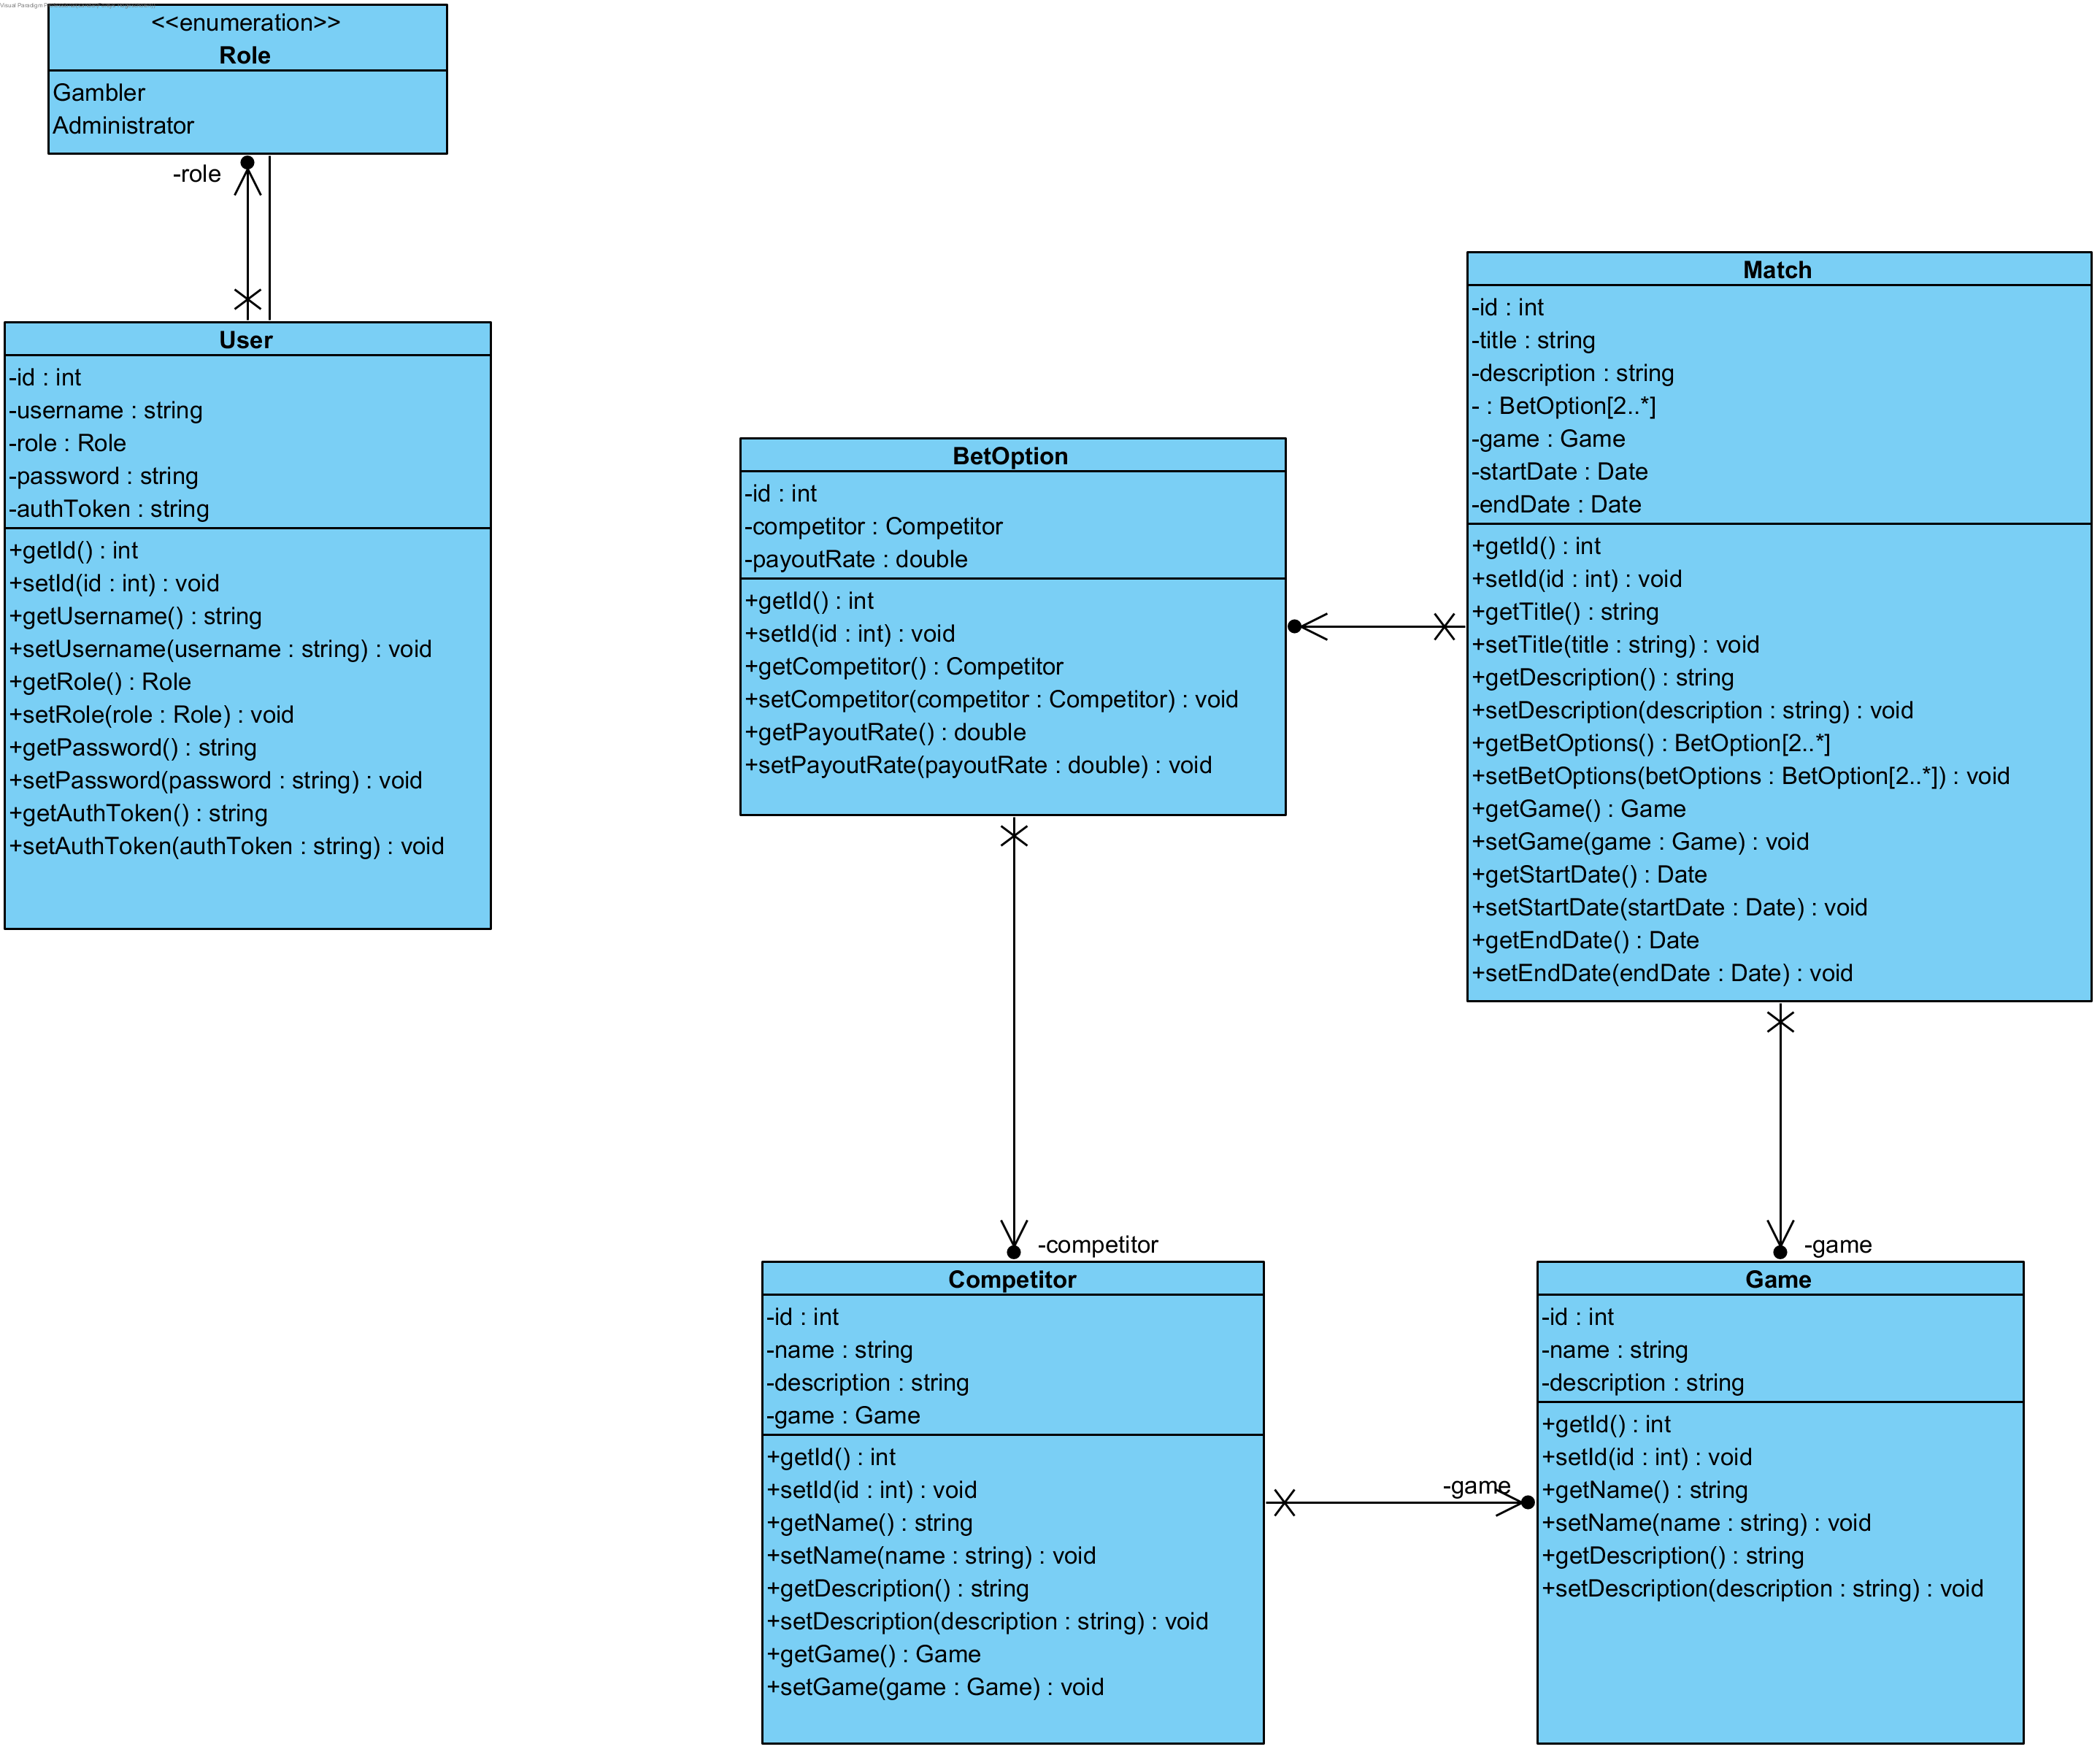 <<enumeration>>
Role
Gambler
Administrator
-role
User
-id : int
-username : string
-role : Role
-password : string
-authToken : string
+getId() : int
+setId(id : int) : void
+getUsername() : string
+setUsername(username : string) : void
+getRole() : Role
+setRole(role : Role) : void
+getPassword() : string
+setPassword(password : string) : void
+getAuthToken() : string
+setAuthToken(authToken : string) : void
BetOption
-id : int
-competitor : Competitor
-payoutRate : double
+getId() : int
+setId(id : int) : void
+getCompetitor() : Competitor
+setCompetitor(competitor : Competitor) : void
+getPayoutRate() : double
+setPayoutRate(payoutRate : double) : void
Match
-id : int
-title : string
-description : string
- : BetOption[2..*]
-game : Game
-startDate : Date
-endDate : Date
+getId() : int
+setId(id : int) : void
+getTitle() : string
+setTitle(title : string) : void
+getDescription() : string
+setDescription(description : string) : void
+getBetOptions() : BetOption[2..*]
+setBetOptions(betOptions : BetOption[2..*]) : void
+getGame() : Game
+setGame(game : Game) : void
+getStartDate() : Date
+setStartDate(startDate : Date) : void
+getEndDate() : Date
+setEndDate(endDate : Date) : void
-competitor
-game
Competitor
-id : int
-name : string
-description : string
-game : Game
+getId() : int
+setId(id : int) : void
+getName() : string
+setName(name : string) : void
+getDescription() : string
+setDescription(description : string) : void
+getGame() : Game
+setGame(game : Game) : void
-game
Game
-id : int
-name : string
-description : string
+getId() : int
+setId(id : int) : void
+getName() : string
+setName(name : string) : void
+getDescription() : string
+setDescription(description : string) : void